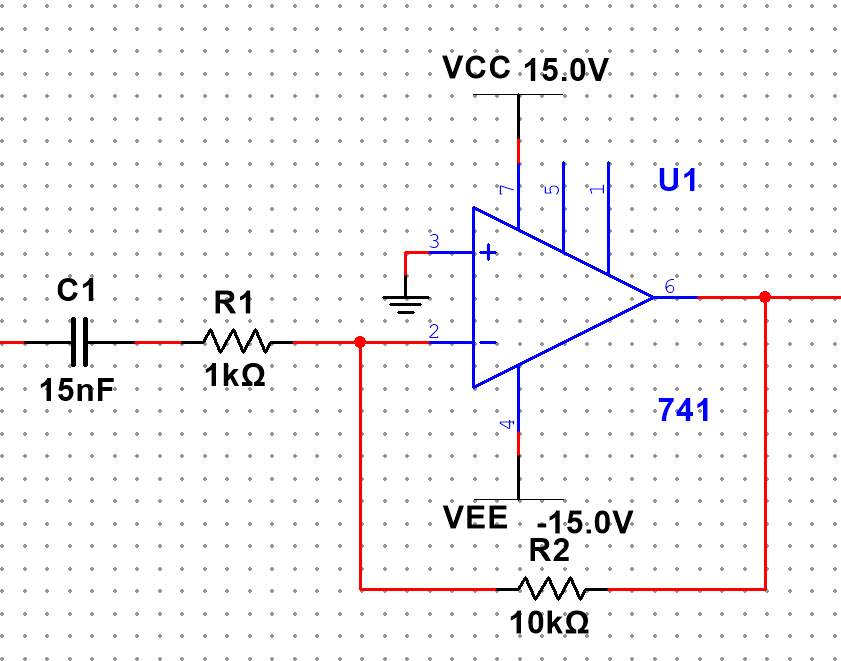 VCC 15.0V
7
5
1
U1
3
C1
R1
6
2
15nF
1kΩ
4
741
VEE -15.0V
R2
10kΩ